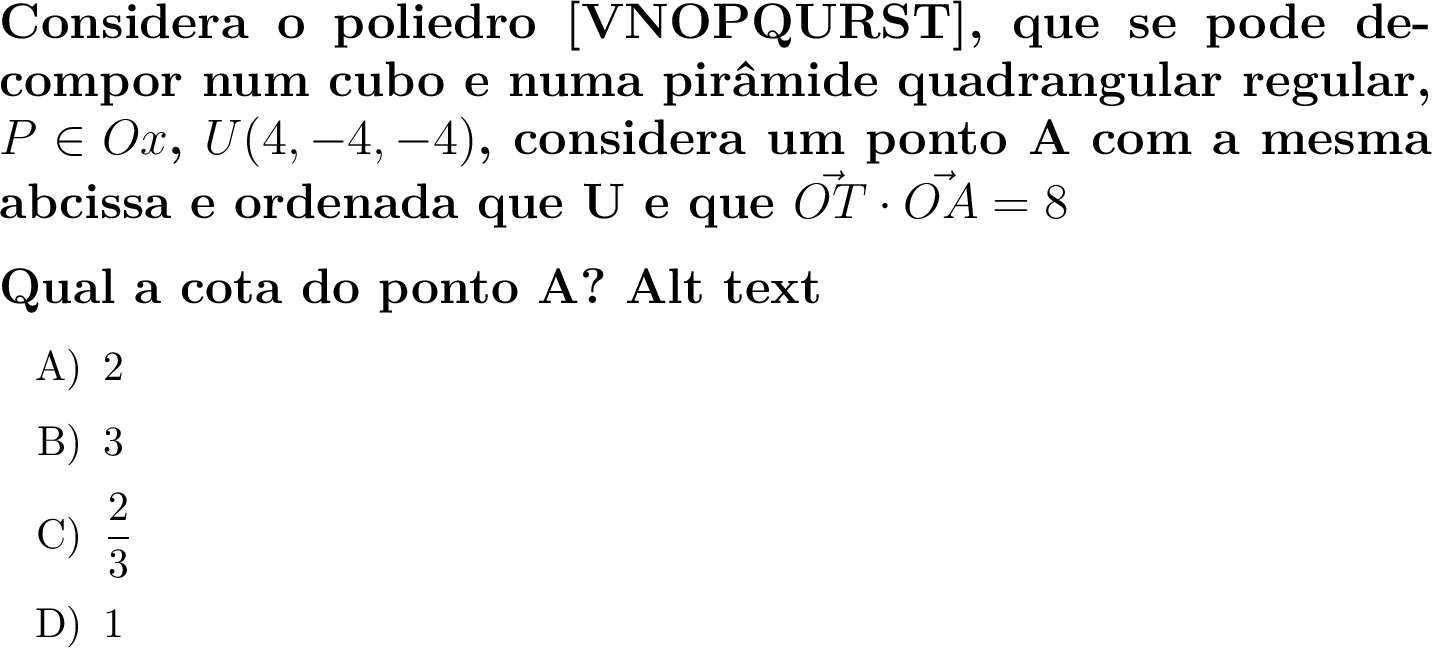 Considera o poliedro [VNOPQURST], que se pode de-
compor num cubo e numa pirâmide quadrangular regular,
$P \in Ox$, $U(4, -4, -4)$, considera um ponto A com a mesma
abcissa e ordenada que U e que $\vec{OT} \cdot \vec{OA} = 8$
Qual a cota do ponto A? Alt text
A) 2
B) 3
C) $\frac{2}{3}$
D) 1